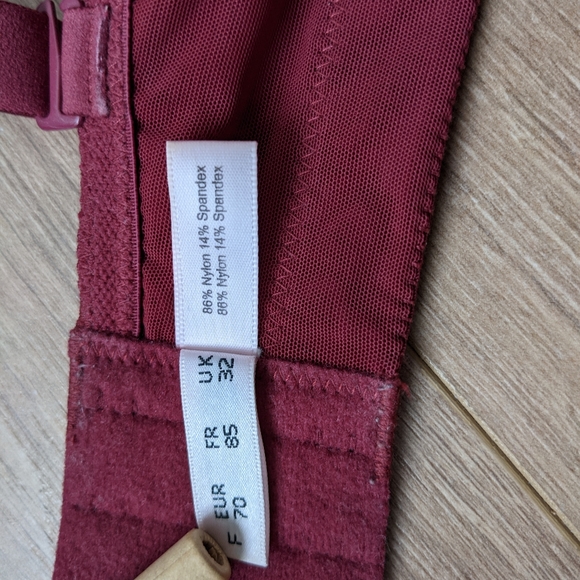 86% Nylon 14% Spandex
86% Nylon 14% Spandex
UK FR EUR F
32 85 70